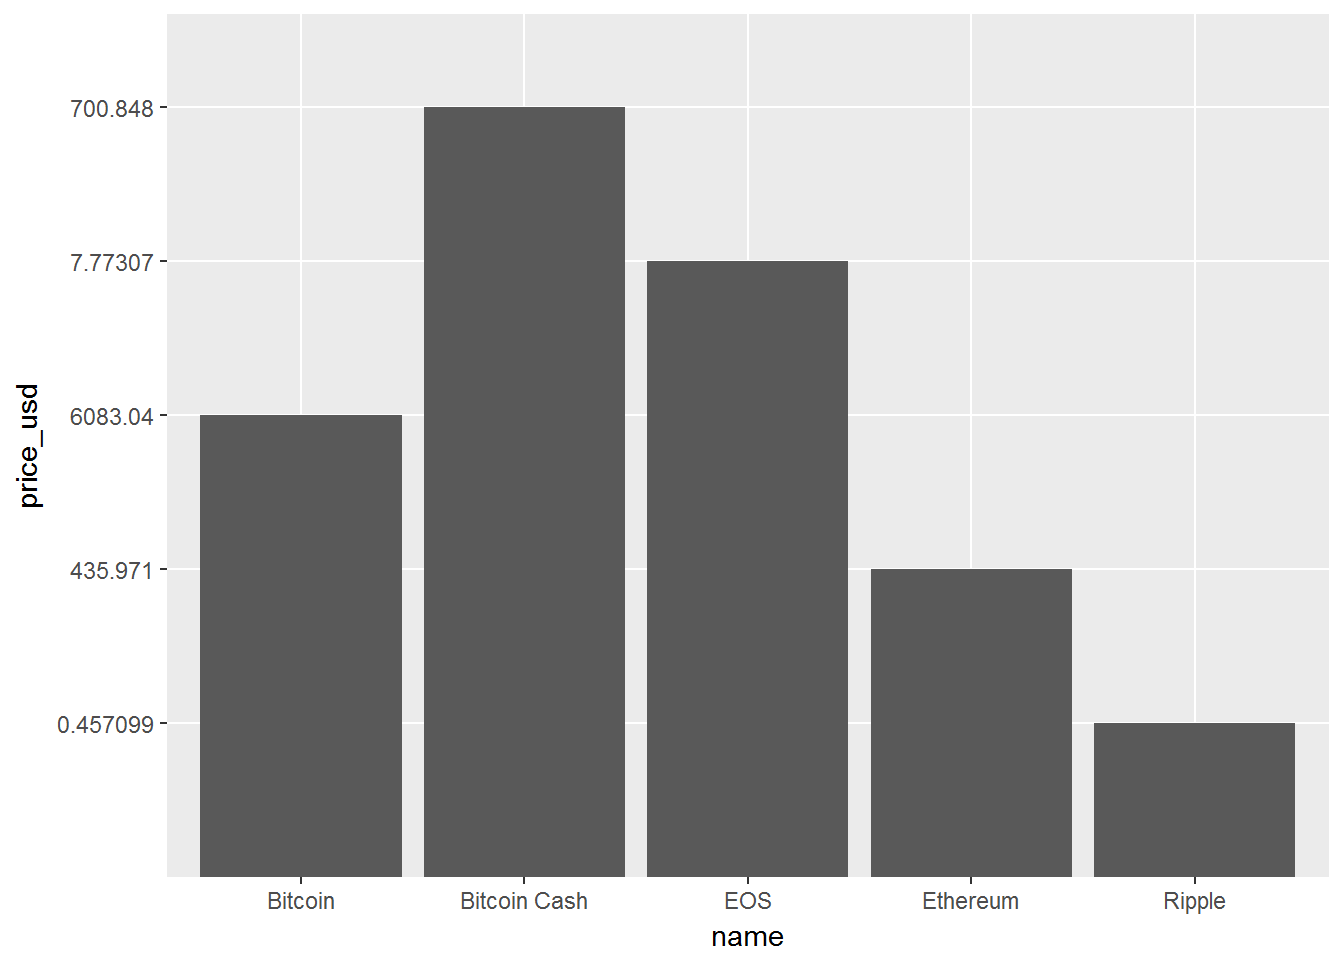 700.848
7.77307
6083.04
435.971
0.457099
price_usd
Bitcoin
Bitcoin Cash
EOS
Ethereum
Ripple
name